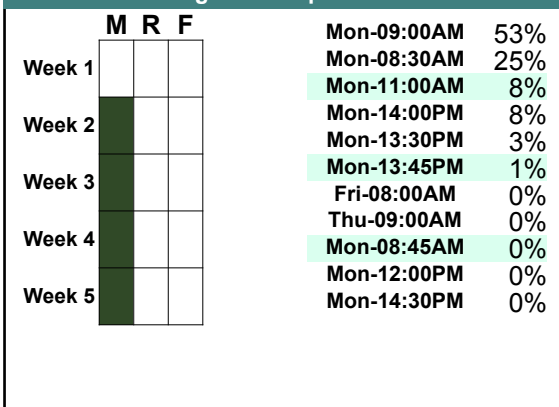 M R F
Week 1
Week 2
Week 3
Week 4
Week 5
Mon-09:00AM 53%
Mon-08:30AM 25%
Mon-11:00AM 8%
Mon-14:00PM 8%
Mon-13:30PM 3%
Mon-13:45PM 1%
Fri-08:00AM 0%
Thu-09:00AM 0%
Mon-08:45AM 0%
Mon-12:00PM 0%
Mon-14:30PM 0%